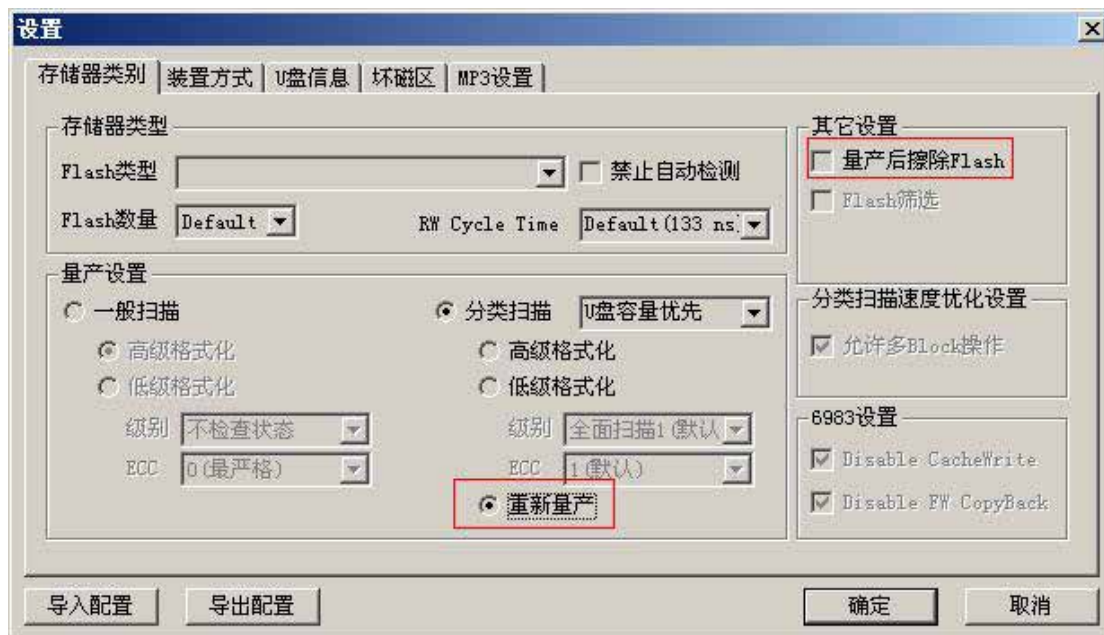 设置
存储器类别 装置方式 U盘信息 坏磁区 MP3设置
存储器类型
Flash类型 禁止自动检测
Flash数量 Default RW Cycle Time Default(133 ns)
量产设置
一般扫描 分类扫描 U盘容量优先
高级格式化 高级格式化
低级格式化 低级格式化
级别 不检查状态 级别 全面扫描1(默认
ECC 0(最严格) ECC 1(默认)
重新量产
其它设置
量产后擦除Flash
Flash筛选
分类扫描速度优化设置
允许多Block操作
6983设置
Disable CacheWrite
Disable FW CopyBack
导入配置 导出配置 确定 取消